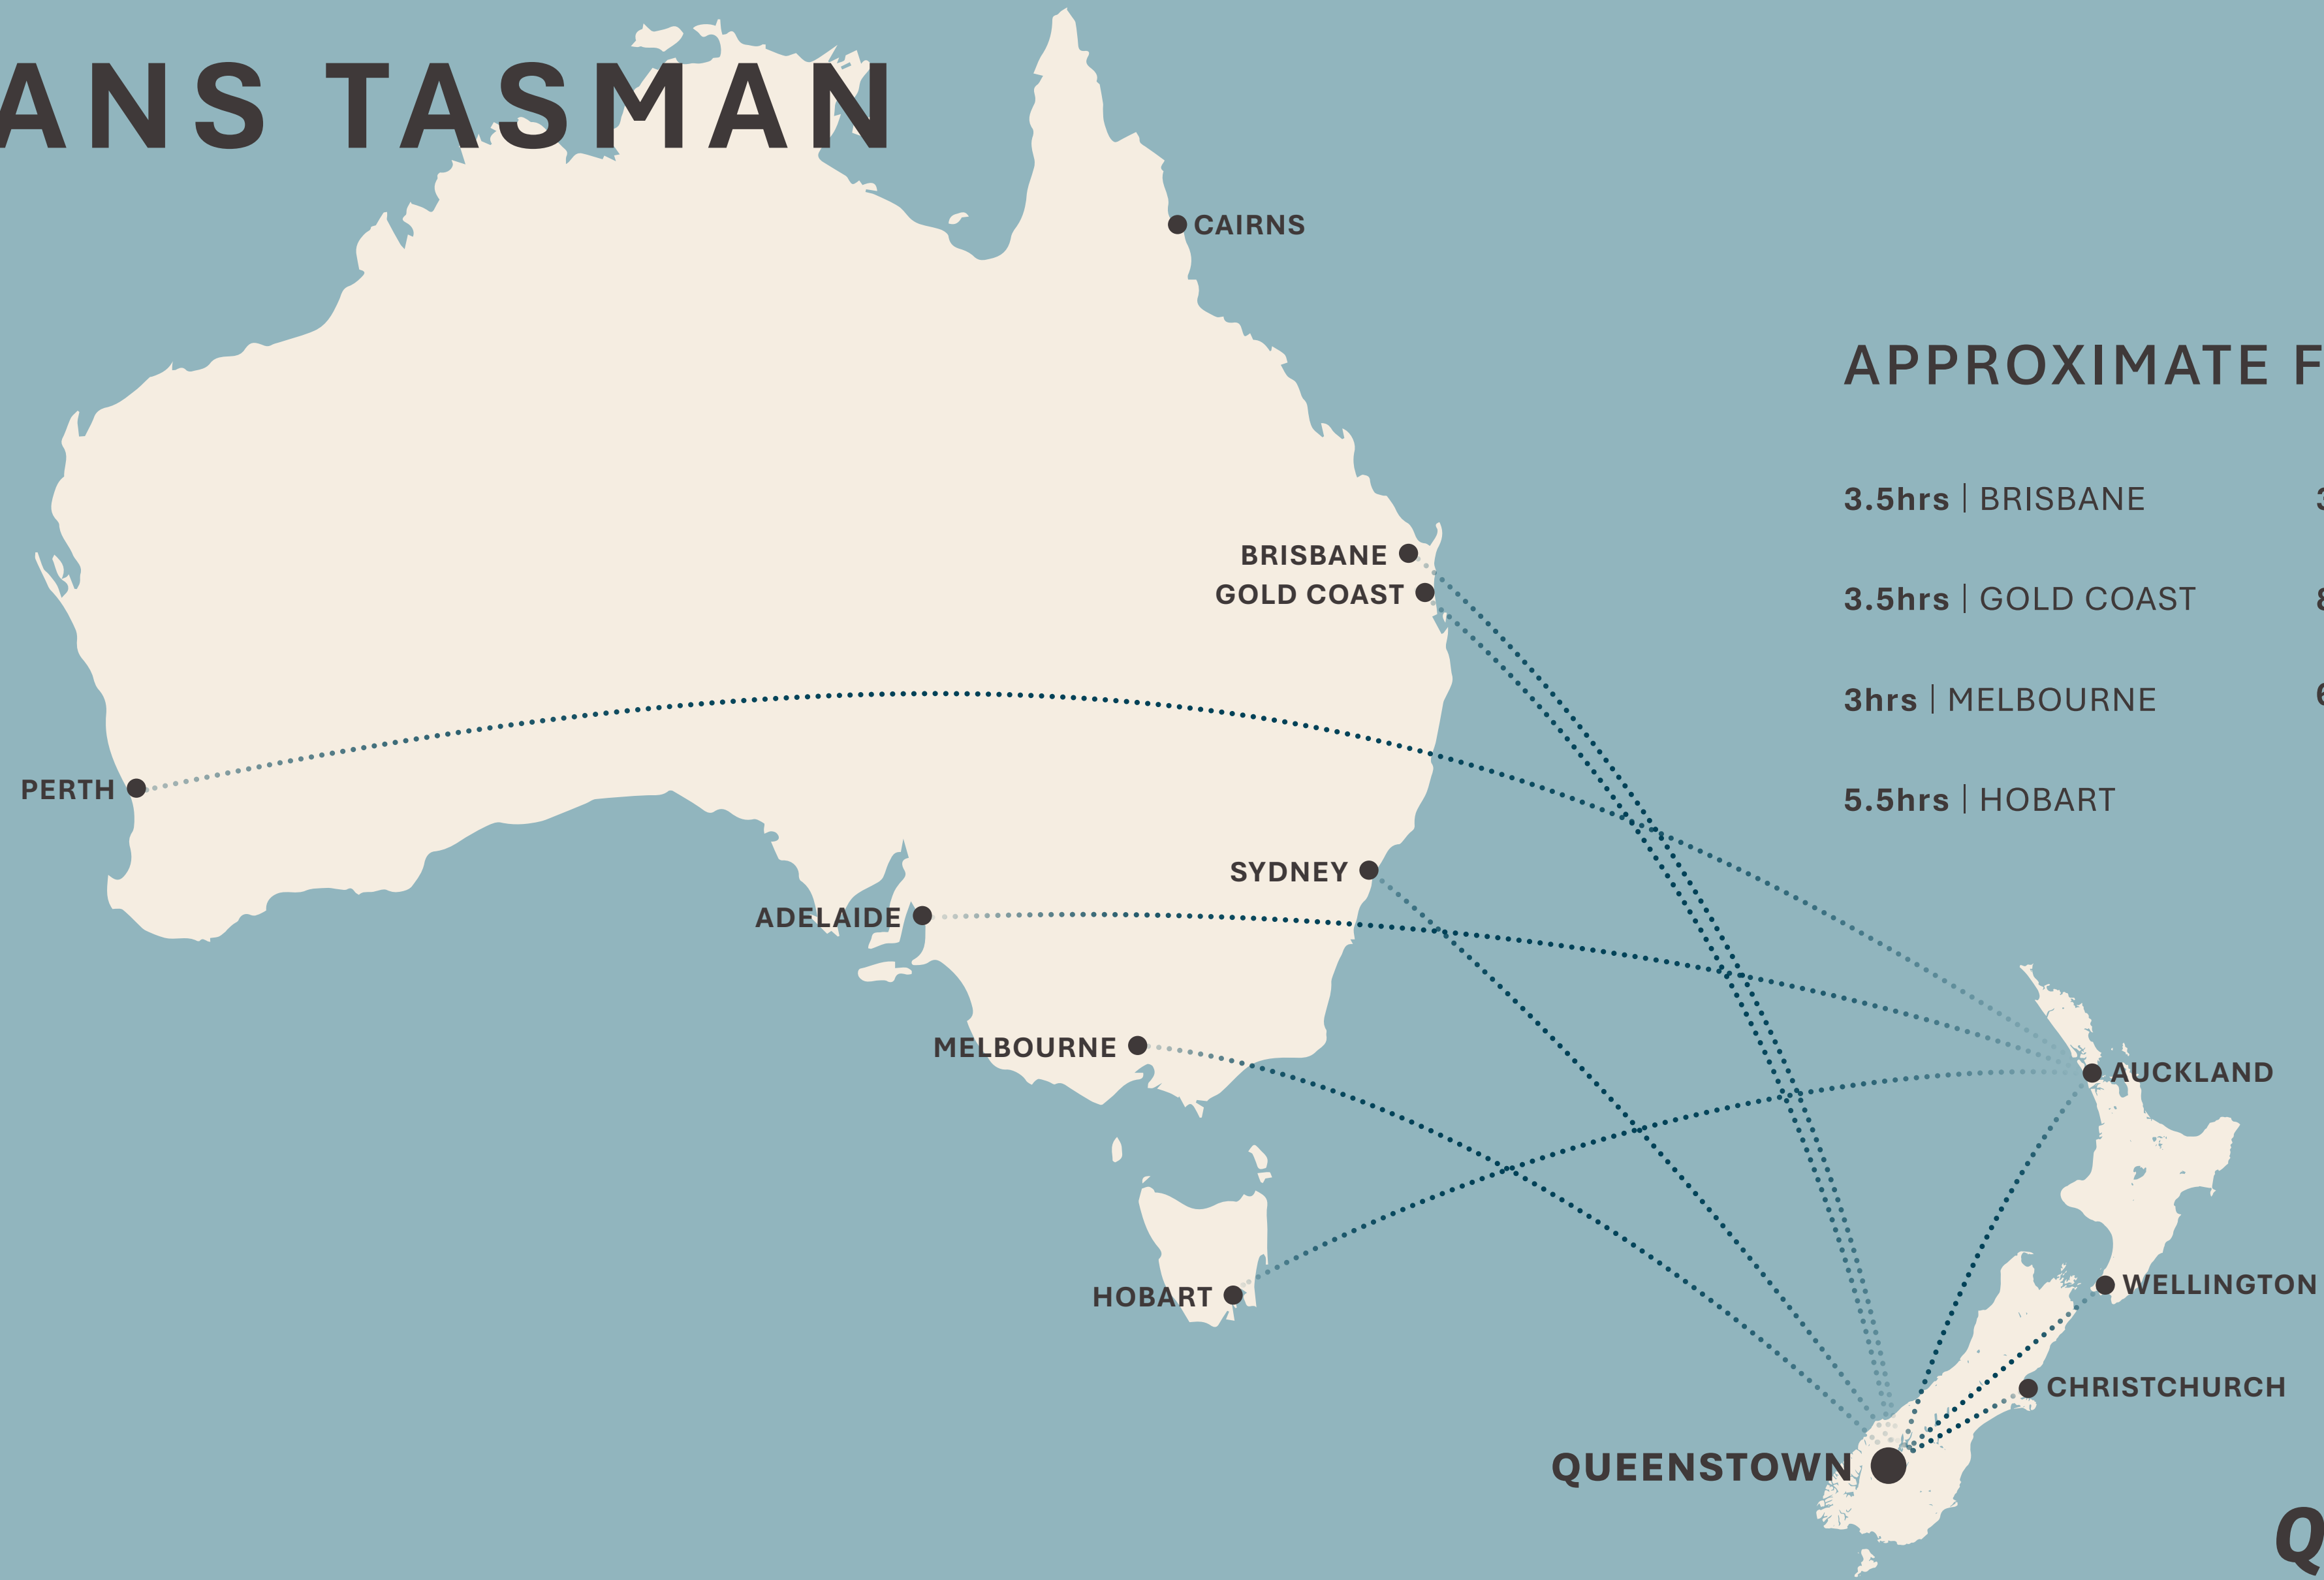 ANS TASMAN
CAIRNS
APPROXIMATE F
3.5hrs | BRISBANE
BRISBANE
GOLD COAST
3.5hrs | GOLD COAST
3hrs | MELBOURNE
PERTH
5.5hrs | HOBART
SYDNEY
ADELAIDE
MELBOURNE
AUCKLAND
HOBART
WELLINGTON
CHRISTCHURCH
QUEENSTOWN
Q